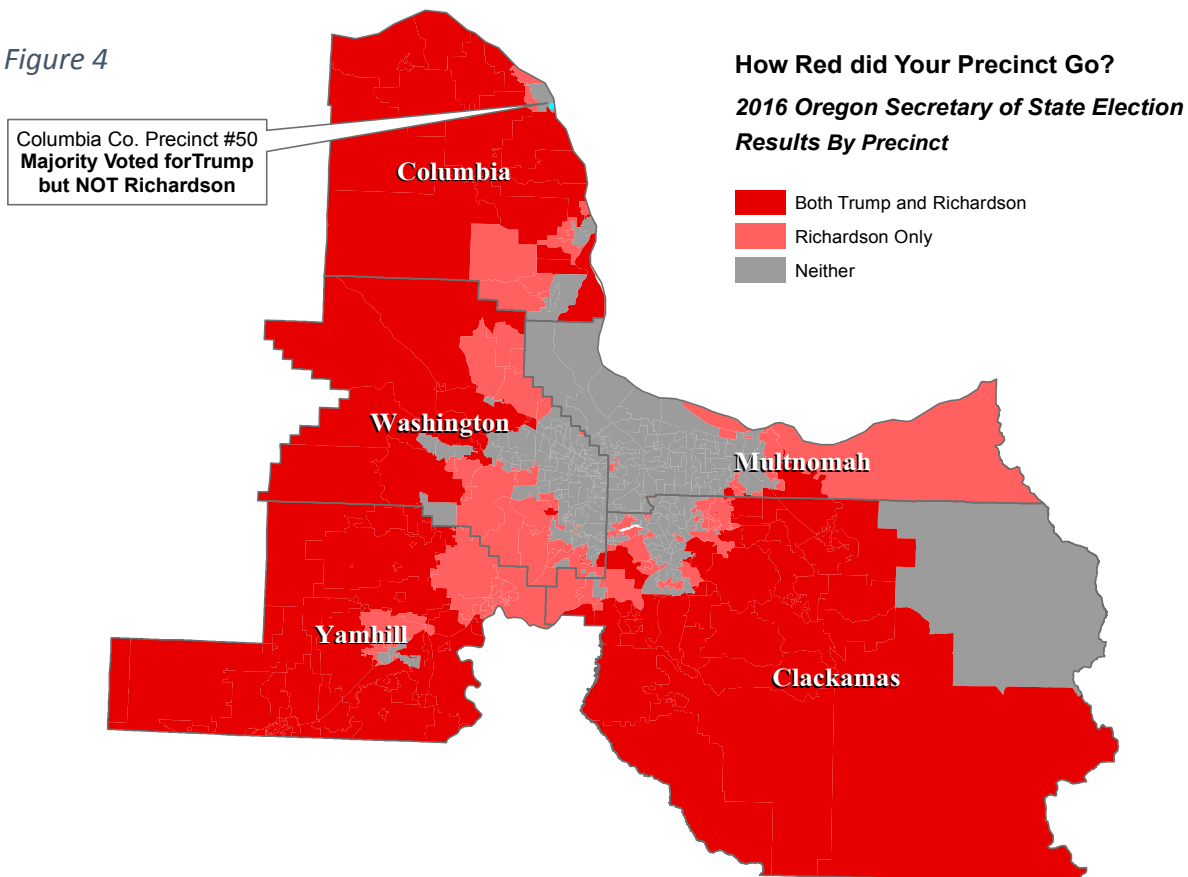 Figure 4
How Red did Your Precinct Go?
2016 Oregon Secretary of State Election
Results By Precinct
Columbia Co. Precinct #50
Majority Voted forTrump
but NOT Richardson
Both Trump and Richardson
Richardson Only
Neither
Columbia
Washington
Multnomah
Yamhill
Clackamas